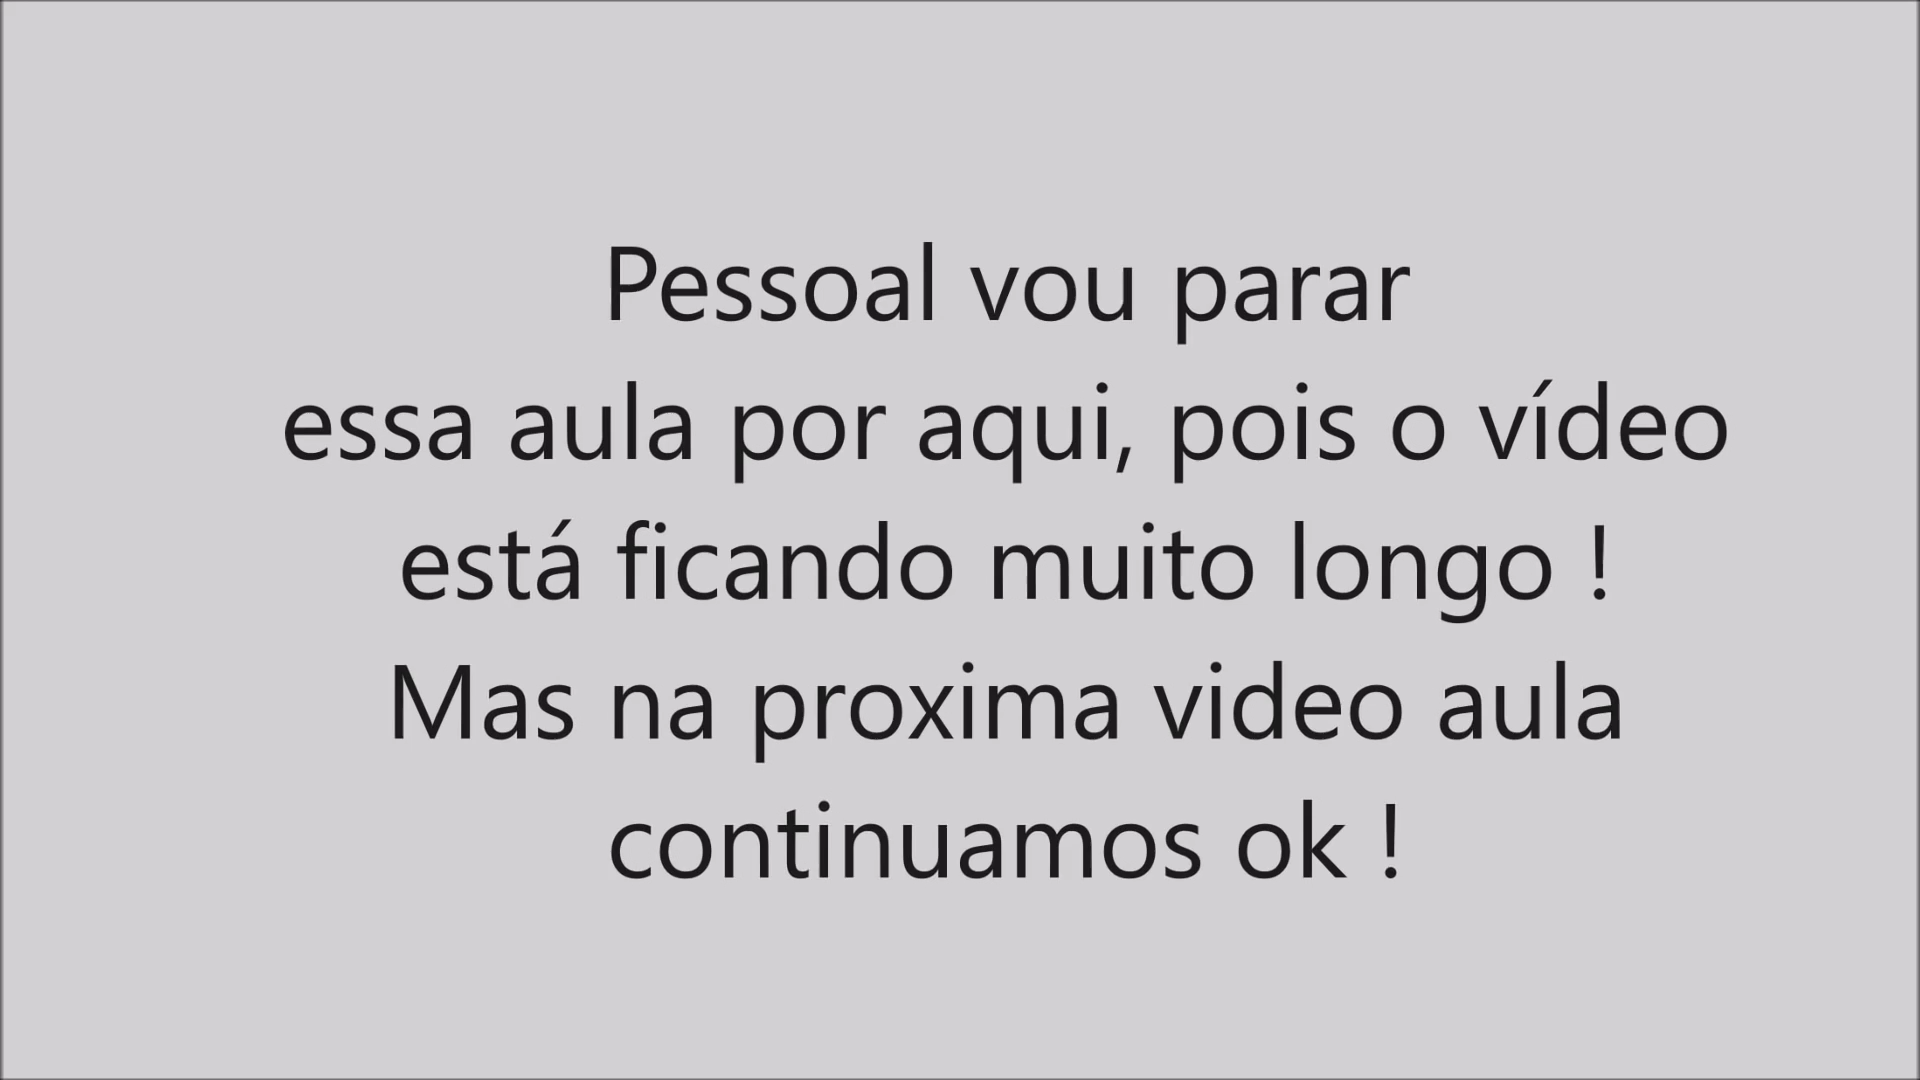 Pessoal vou parar
essa aula por aqui, pois o vídeo
está ficando muito longo !
Mas na proxima video aula
continuamos ok !